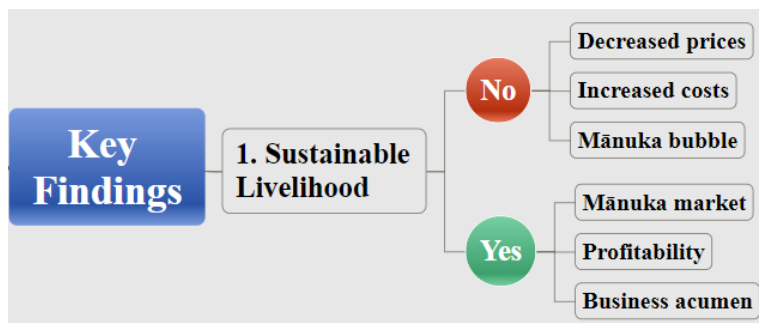 Key
Findings
1. Sustainable
Livelihood
No
Decreased prices
Increased costs
Mānuka bubble
Yes
Mānuka market
Profitability
Business acumen